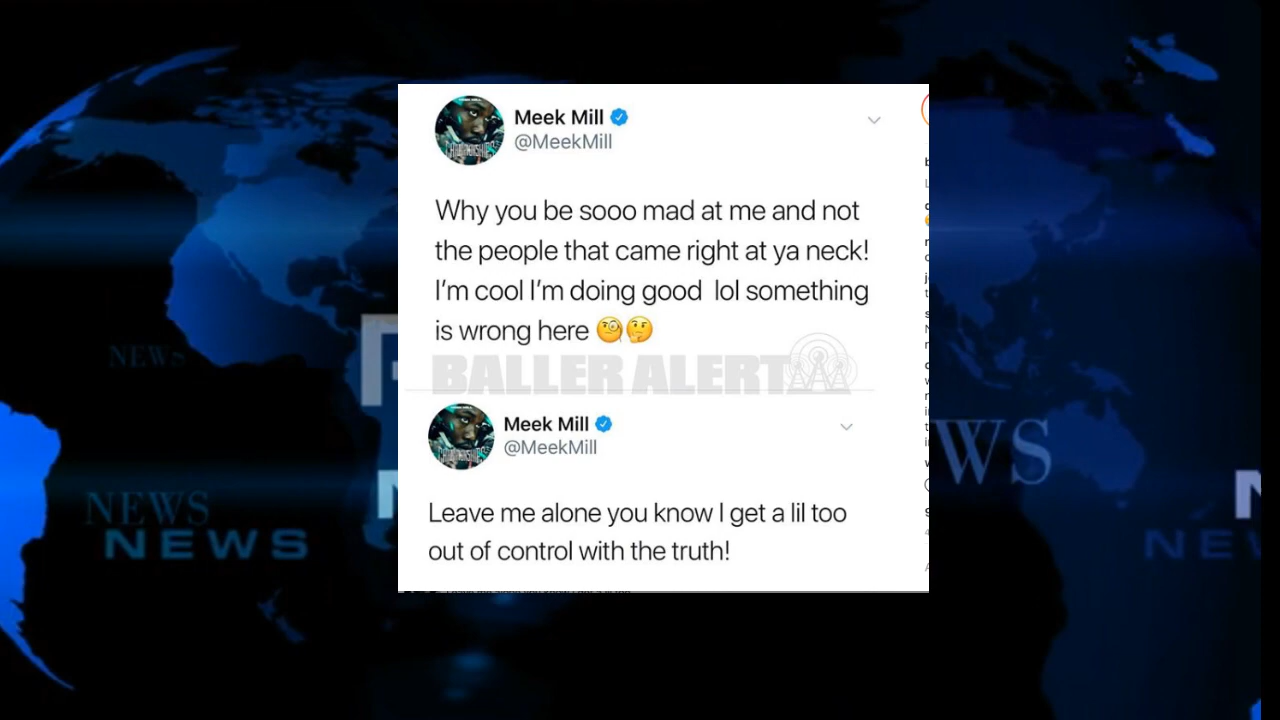 Meek Mill
@MeekMill
Why you be sooo mad at me and not
the people that came right at ya neck!
I'm cool I'm doing good lol something
is wrong here 🧐🤔
BALLER ALERT
Meek Mill
@MeekMill
Leave me alone you know I get a lil too
out of control with the truth!
NEWS
NEWS
NEWS
WS
NEW